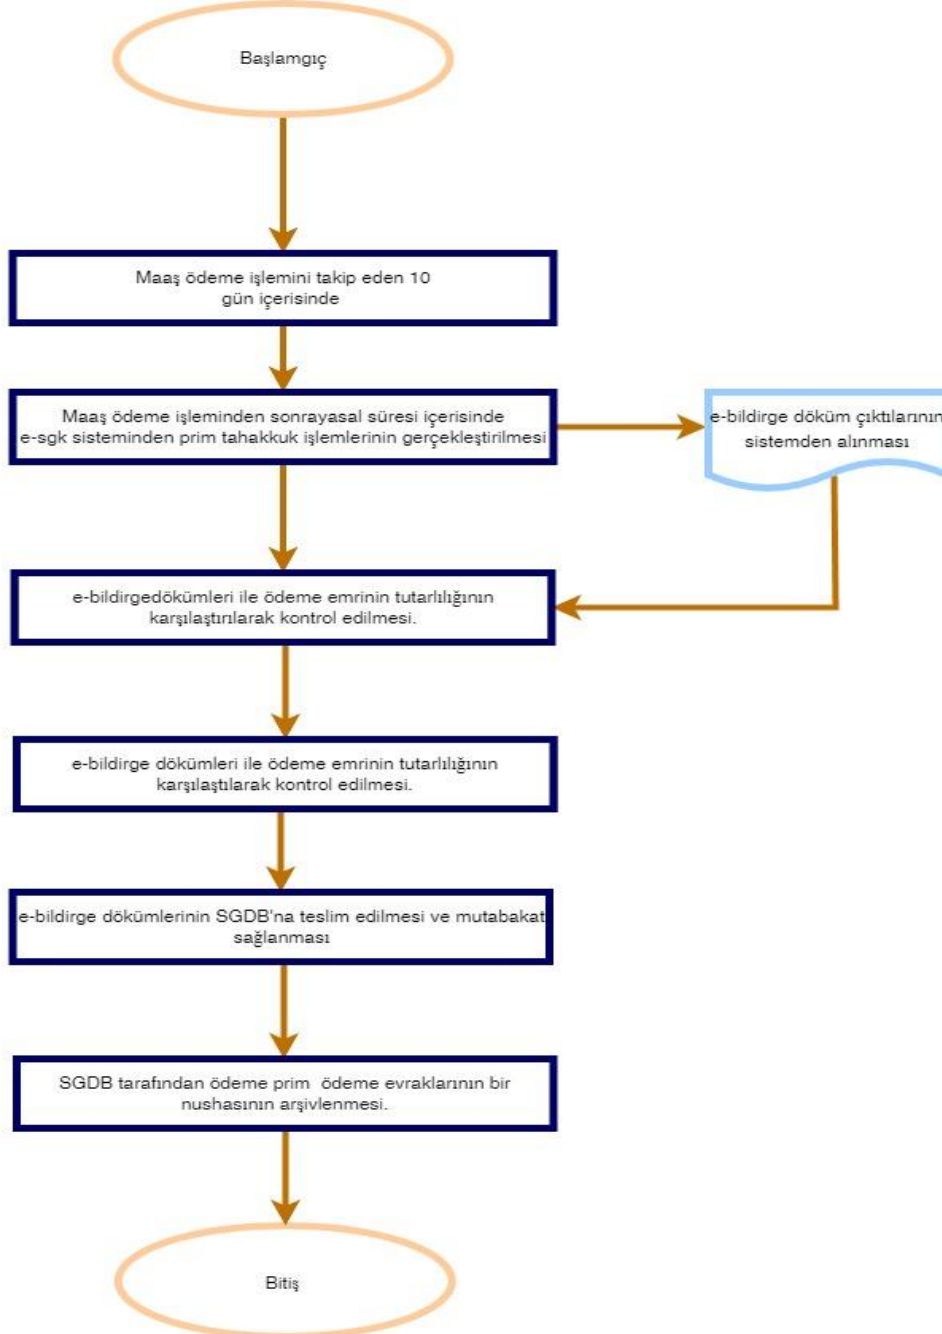 Başlamgıç
Maaş ödeme işlemini takip eden 10
gün içerisinde
Maaş ödeme işleminden sonrayasal süresi içerisinde
e-sgk sisteminden prim tahakkuk işlemlerinin gerçekleştirilmesi
e-bildirge döküm çıktılarının
sistemden alınması
e-bildirgedökümleri ile ödeme emrinin tutarlılığının
karşılaştırılarak kontrol edilmesi.
e-bildirge dökümleri ile ödeme emrinin tutarlılığının
karşılaştılarak kontrol edilmesi.
e-bildirge dökümlerinin SGDB'na teslim edilmesi ve mutabakat
sağlanması
SGDB tarafından ödeme prim  ödeme evraklarının bir
nushasının arşivlenmesi.
Bitiş